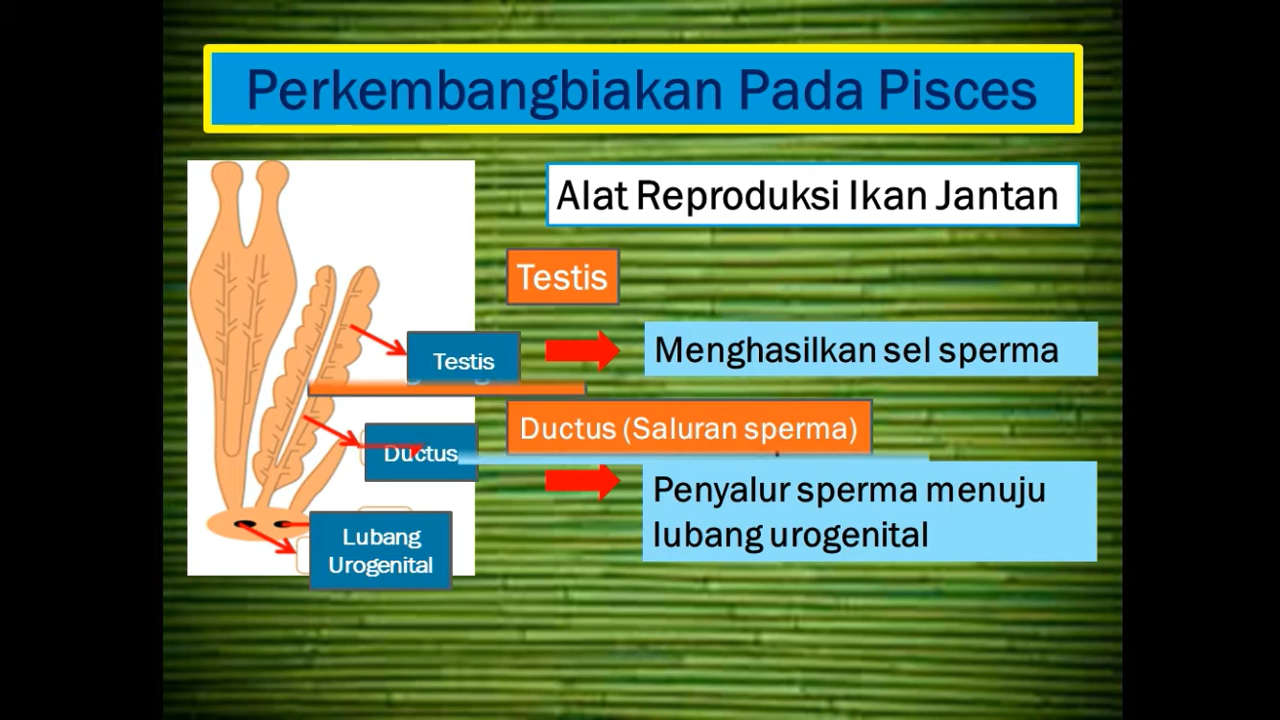 Perkembangbiakan Pada Pisces
Alat Reproduksi Ikan Jantan
Testis
Testis
Menghasilkan sel sperma
Ductus (Saluran sperma)
Ductus
Penyalur sperma menuju
lubang urogenital
Lubang
Urogenital